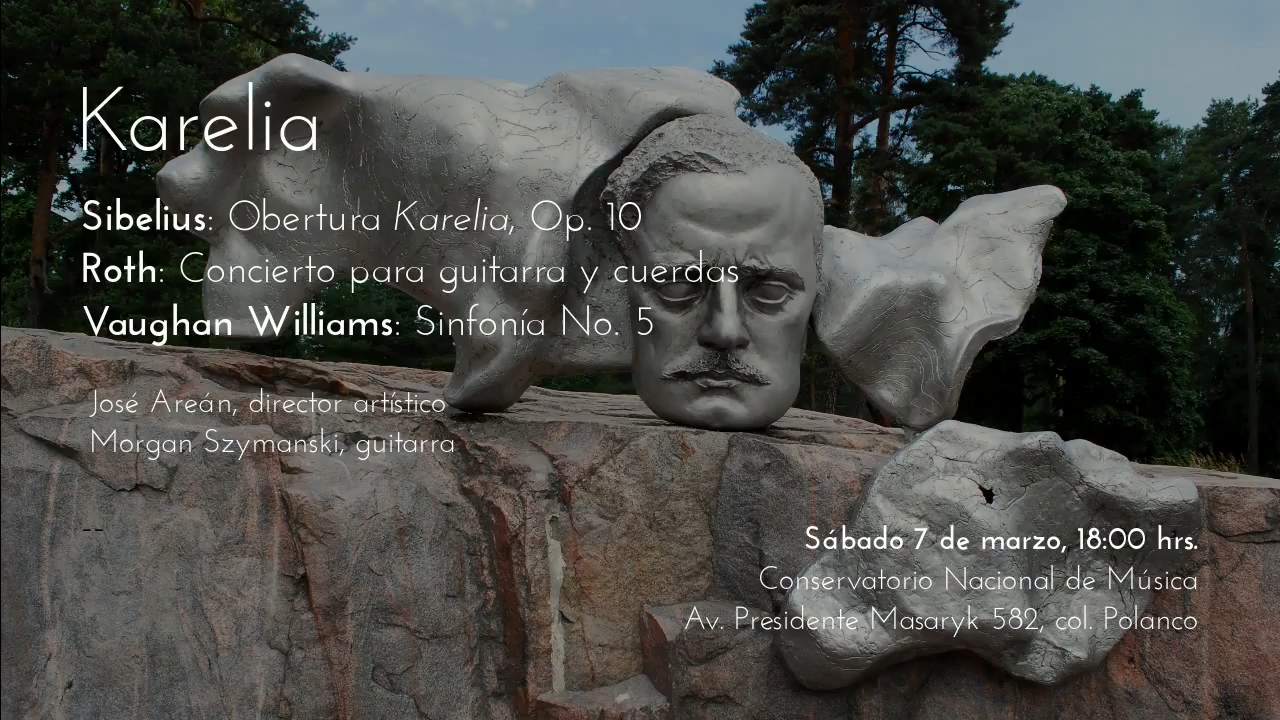 Karelia
Sibelius: Obertura Karelia, Op. 10
Roth: Concierto para guitarra y cuerdas
Vaughan Williams: Sinfonía No. 5
José Areán, director artístico
Morgan Szymanski, guitarra
--
Sábado 7 de marzo, 18:00 hrs.
Conservatorio Nacional de Música
Av. Presidente Masaryk 582, col. Polanco